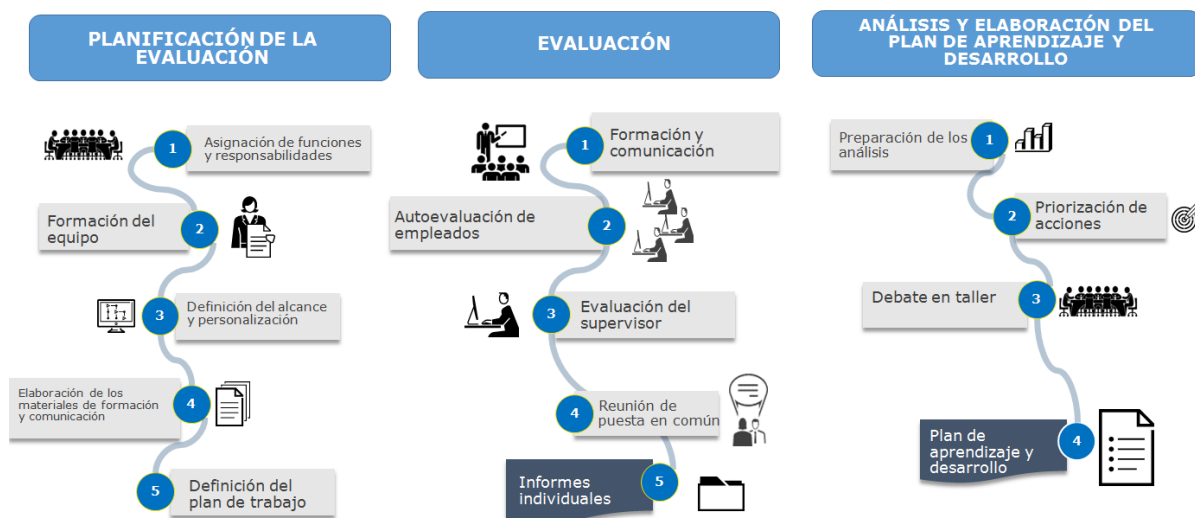 PLANIFICACIÓN DE LA
EVALUACIÓN
1
Asignación de funciones
y responsabilidades
Formación del
equipo
2
3
Definición del alcance
y personalización
Elaboración de los
materiales de formación
y comunicación
4
5
Definición del
plan de trabajo
EVALUACIÓN
1
Formación y
comunicación
Autoevaluación de
empleados
2
3
Evaluación del
supervisor
4
Reunión de
puesta en común
Informes
individuales
5
ANÁLISIS Y ELABORACIÓN DEL
PLAN DE APRENDIZAJE Y
DESARROLLO
Preparación de los
análisis
1
2
Priorización de
acciones
Debate en taller
3
Plan de
aprendizaje y
desarrollo
4